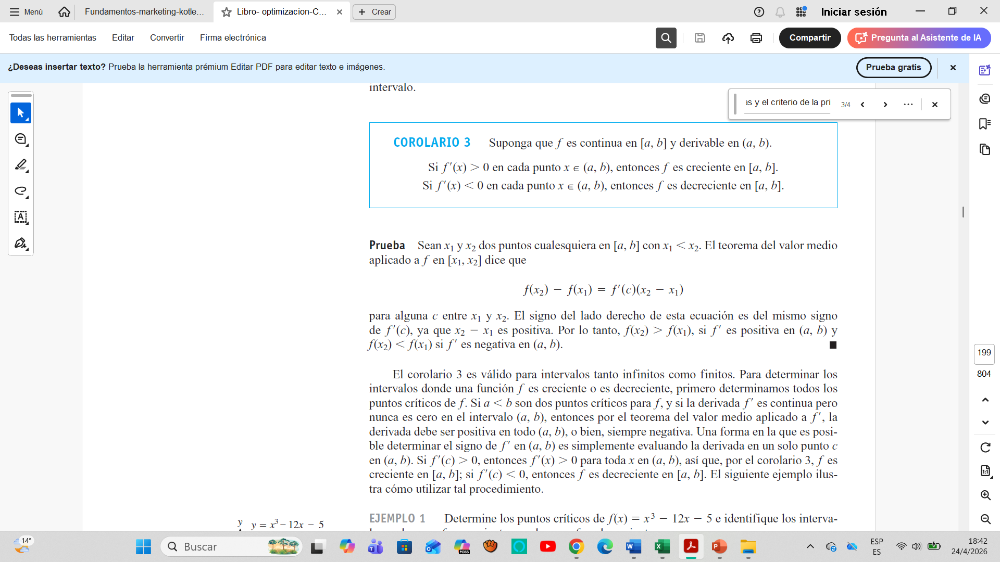 Menú
Fundamentos-marketing-kotle...
Libro- optimizacion-C...
Crear
Iniciar sesión
Todas las herramientas
Editar
Convertir
Firma electrónica
Compartir
Pregunta al Asistente de IA
¿Deseas insertar texto? Prueba la herramienta prémium Editar PDF para editar texto e imágenes.
Prueba gratis
intervalo.
s y el criterio de la pri
3/4
COROLARIO 3 Suponga que f es continua en [a, b] y derivable en (a, b).
Si f′(x) > 0 en cada punto x ∈ (a, b), entonces f es creciente en [a, b].
Si f′(x) < 0 en cada punto x ∈ (a, b), entonces f es decreciente en [a, b].
Prueba Sean x₁ y x₂ dos puntos cualesquiera en [a, b] con x₁ < x₂. El teorema del valor medio
aplicado a f en [x₁, x₂] dice que
f(x₂) − f(x₁) = f′(c)(x₂ − x₁)
para alguna c entre x₁ y x₂. El signo del lado derecho de esta ecuación es del mismo signo
de f′(c), ya que x₂ − x₁ es positiva. Por lo tanto, f(x₂) > f(x₁), si f′ es positiva en (a, b) y
f(x₂) < f(x₁) si f′ es negativa en (a, b).
El corolario 3 es válido para intervalos tanto infinitos como finitos. Para determinar los
intervalos donde una función f es creciente o es decreciente, primero determinamos todos los
puntos críticos de f. Si a < b son dos puntos críticos para f, y si la derivada f′ es continua pero
nunca es cero en el intervalo (a, b), entonces por el teorema del valor medio aplicado a f′, la
derivada debe ser positiva en todo (a, b), o bien, siempre negativa. Una forma en la que es posi-
ble determinar el signo de f′ en (a, b) es simplemente evaluando la derivada en un solo punto c
en (a, b). Si f′(c) > 0, entonces f′(x) > 0 para toda x en (a, b), así que, por el corolario 3, f es
creciente en [a, b]; si f′(c) < 0, entonces f es decreciente en [a, b]. El siguiente ejemplo ilus-
tra cómo utilizar tal procedimiento.
EJEMPLO 1 Determine los puntos críticos de f(x) = x³ − 12x − 5 e identifique los interva-
y y = x³ − 12x − 5
199
804
14°
Buscar
M365
ESP
ES
18:42
24/4/2026